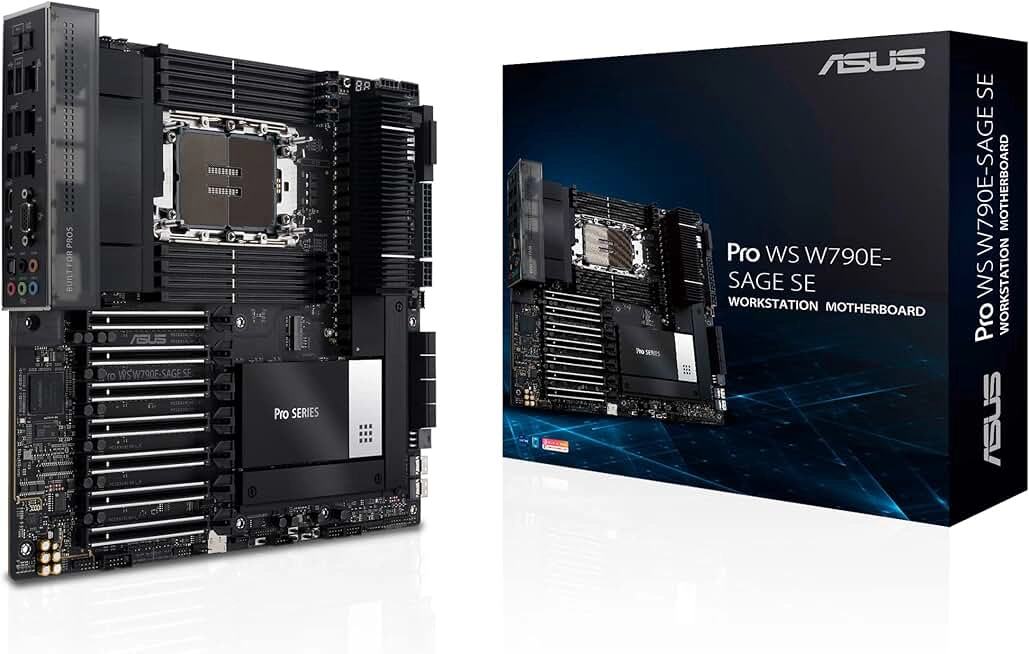 BUILT FOR PROS
ASUS
Pro WS W790E-SAGE SE
Pro SERIES
ASUS
Pro WS W790E-
SAGE SE
WORKSTATION MOTHERBOARD
Pro SERIES
Pro WS W790E-SAGE SE
WORKSTATION MOTHERBOARD
ASUS